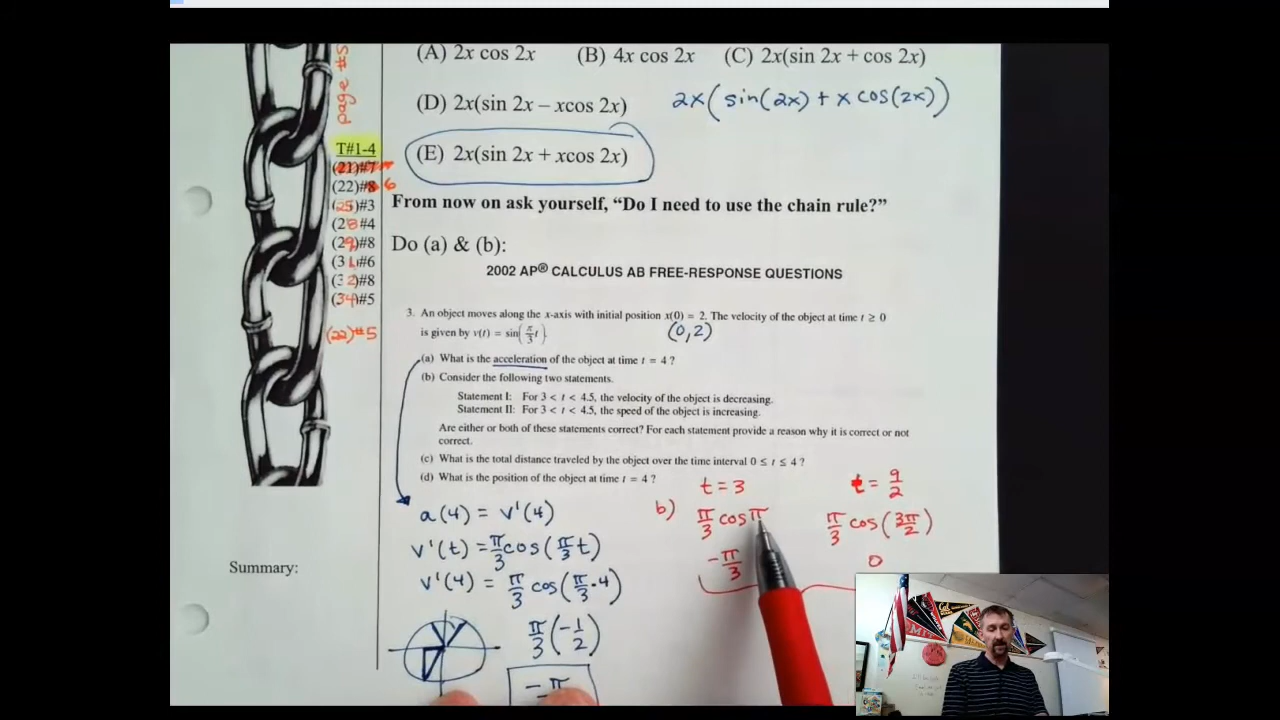 page #5
(A) 2x cos 2x (B) 4x cos 2x (C) 2x(sin 2x + cos 2x)
(D) 2x(sin 2x – xcos 2x) 2x(sin(2x) + x cos(2x))
(E) 2x(sin 2x + xcos 2x)
T#1-4
(21)#7
(22)#8 6
(25)#3
(28#4
(29)#8
(31)#6
(32)#8
(34)#5
(22)#5
From now on ask yourself, “Do I need to use the chain rule?”
Do (a) & (b):
2002 AP® CALCULUS AB FREE-RESPONSE QUESTIONS
3. An object moves along the x-axis with initial position x(0) = 2. The velocity of the object at time t ≥ 0
is given by v(t) = sin(π/3 t). (0,2)
(a) What is the acceleration of the object at time t = 4 ?
(b) Consider the following two statements.
Statement I: For 3 < t < 4.5, the velocity of the object is decreasing.
Statement II: For 3 < t < 4.5, the speed of the object is increasing.
Are either or both of these statements correct? For each statement provide a reason why it is correct or not
correct.
(c) What is the total distance traveled by the object over the time interval 0 ≤ t ≤ 4 ?
(d) What is the position of the object at time t = 4 ?
a(4) = v'(4)
v'(t) = π/3 cos(π/3 t)
v'(4) = π/3 cos(π/3 · 4)
π/3 (-1/2)
-π
b) t = 3 t = 9/2
π/3 cos π π/3 cos(3π/2)
-π/3 0
Summary: